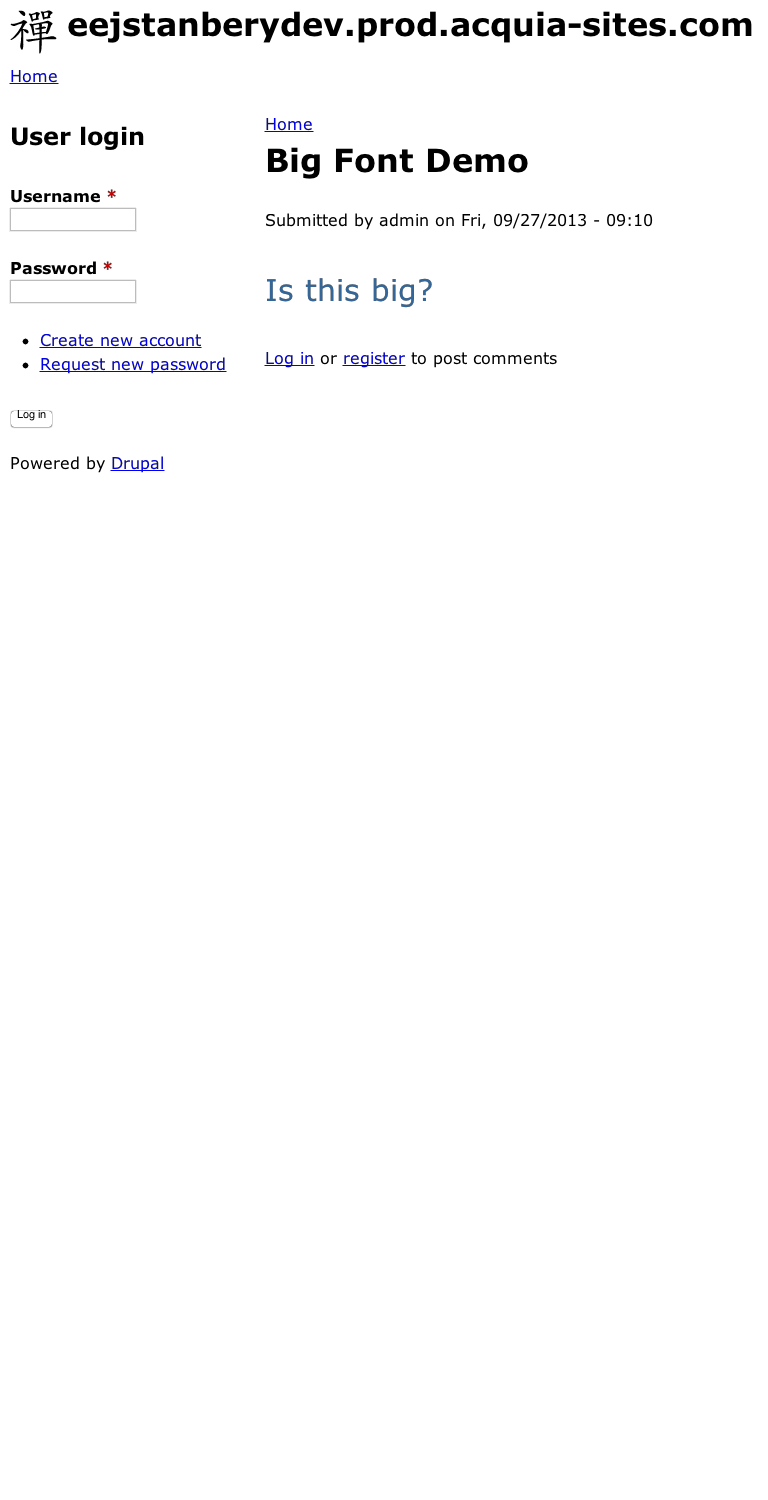 禪 eejstanberydev.prod.acquia-sites.com
Home
User login
Username *
Password *
Create new account
Request new password
Log in
Powered by Drupal
Home
Big Font Demo
Submitted by admin on Fri, 09/27/2013 - 09:10
Is this big?
Log in or register to post comments